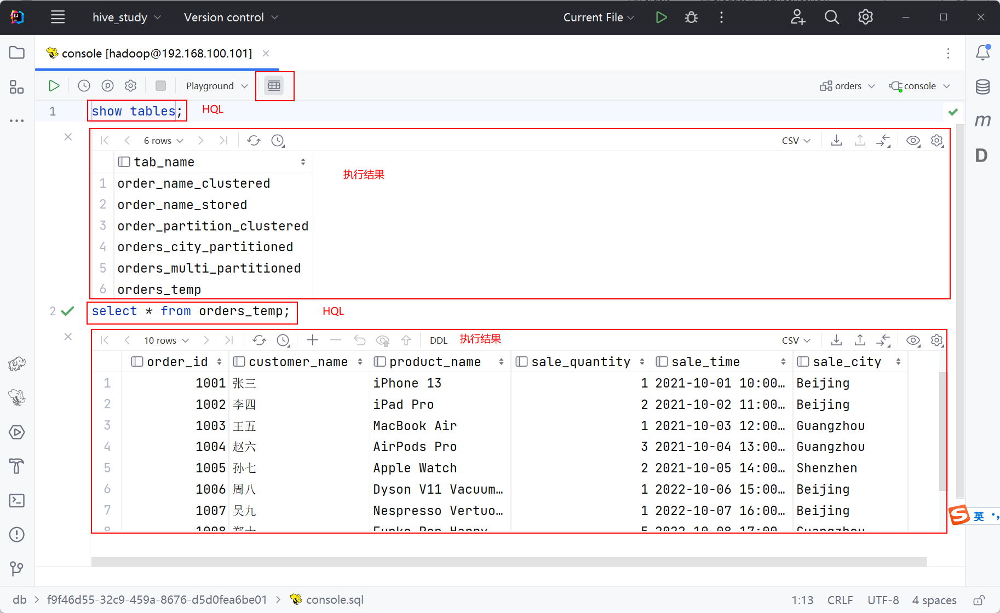 hive_study Version control Current File
console [hadoop@192.168.100.101]
Playground orders console
1 show tables; HQL
6 rows CSV
tab_name
执行结果
1 order_name_clustered
2 order_name_stored
3 order_partition_clustered
4 orders_city_partitioned
5 orders_multi_partitioned
6 orders_temp
2 select * from orders_temp; HQL
10 rows DDL 执行结果 CSV
order_id customer_name product_name sale_quantity sale_time sale_city
1 1001 张三 iPhone 13 1 2021-10-01 10:00… Beijing
2 1002 李四 iPad Pro 2 2021-10-02 11:00… Beijing
3 1003 王五 MacBook Air 1 2021-10-03 12:00… Guangzhou
4 1004 赵六 AirPods Pro 3 2021-10-04 13:00… Guangzhou
5 1005 孙七 Apple Watch 2 2021-10-05 14:00… Shenzhen
6 1006 周八 Dyson V11 Vacuum… 1 2022-10-06 15:00… Beijing
7 1007 吴九 Nespresso Vertuo… 1 2022-10-07 16:00… Beijing
8 1008 5 2022-10-08 17:00… Guangzhou
英
db f9f46d55-32c9-459a-8676-d5d0fea6be01 console.sql 1:13 CRLF UTF-8 4 spaces